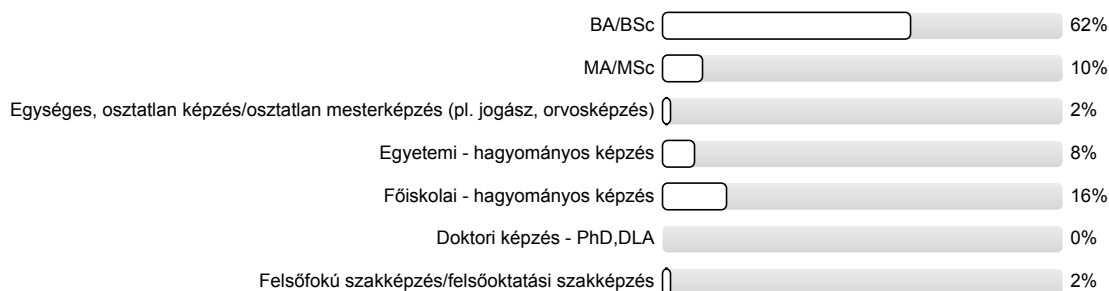 BA/BSc 62%
MA/MSc 10%
Egységes, osztatlan képzés/osztatlan mesterképzés (pl. jogász, orvosképzés) 2%
Egyetemi - hagyományos képzés 8%
Főiskolai - hagyományos képzés 16%
Doktori képzés - PhD,DLA 0%
Felsőfokú szakképzés/felsőoktatási szakképzés 2%